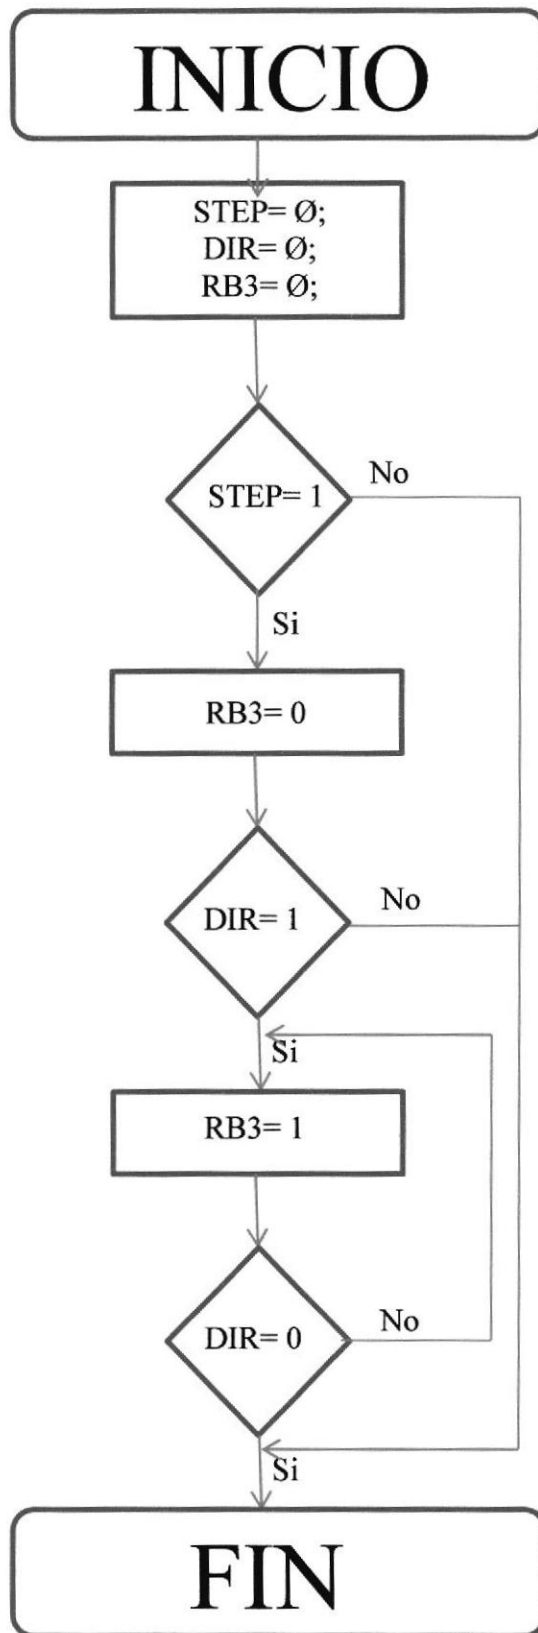 INICIO
STEP= Ø;
DIR= Ø;
RB3= Ø;
No
STEP= 1
Si
RB3= 0
No
DIR= 1
Si
RB3= 1
No
DIR= 0
Si
FIN